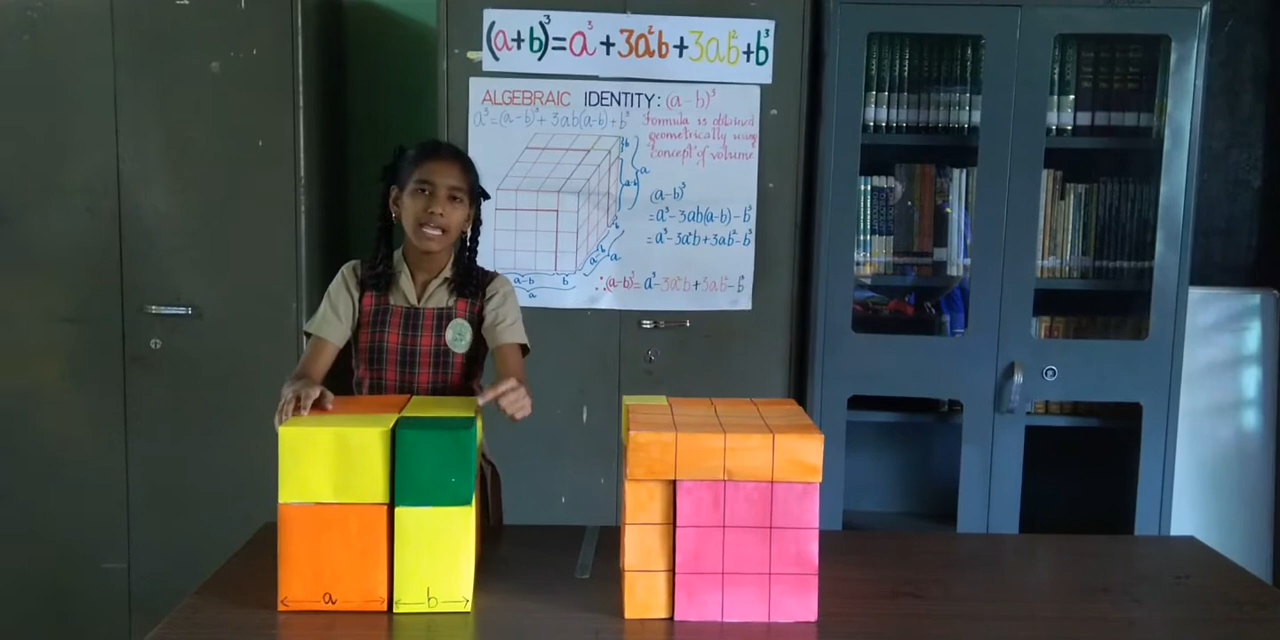 (a+b)³=a³+3a²b+3ab²+b³
ALGEBRAIC IDENTITY: (a-b)³
a³=(a-b)³+3ab(a-b)+b³
Formula is obtained
geometrically using
concept of volume
b
a
a-b
b
(a-b)³
=a³-3ab(a-b)-b³
=a³-3a²b+3ab²-b³
a-b
a
a-b
b
a
∴(a-b)³=a³-3a²b+3ab²-b³
a
b